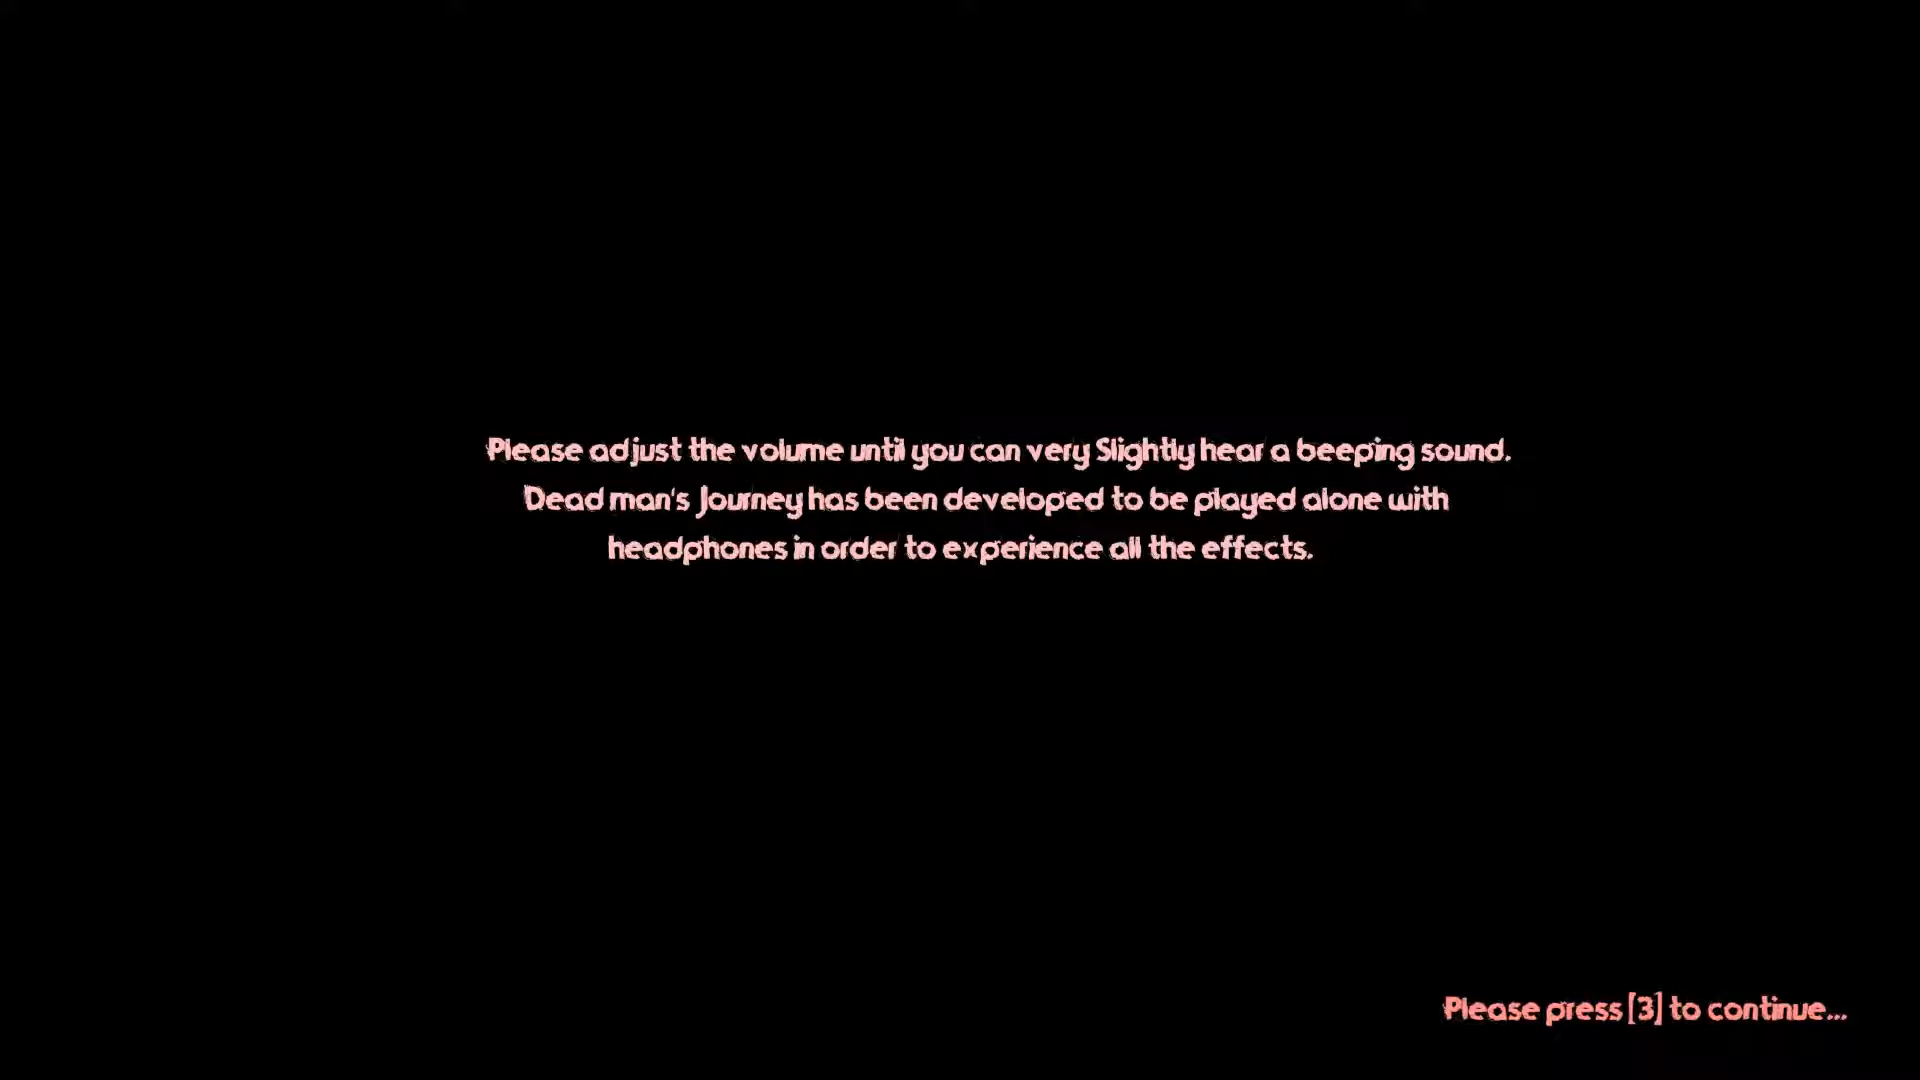 Please adjust the volume until you can very Slightly hear a beeping sound.
Dead man's Journey has been developed to be played alone with
headphones in order to experience all the effects.
Please press [3] to continue...